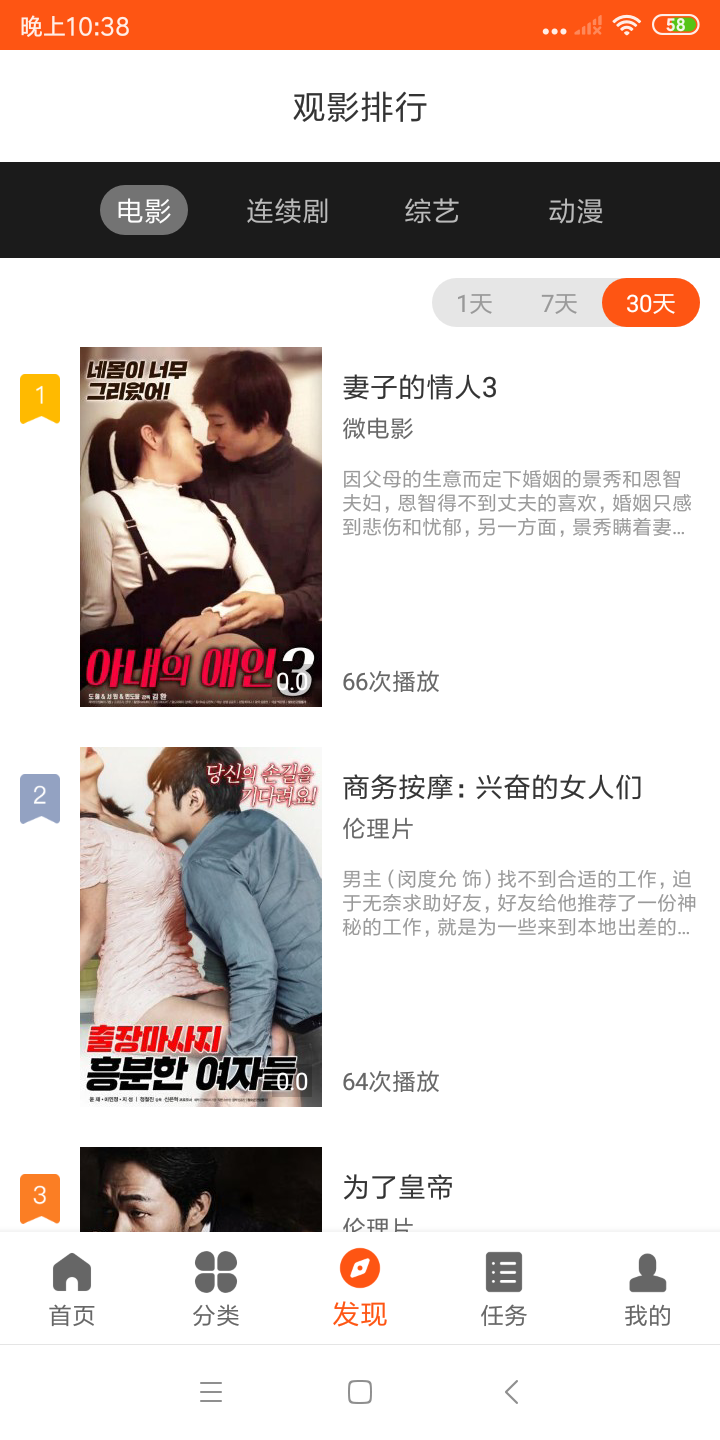 晚上10:38
58
观影排行
电影
连续剧
综艺
动漫
1天
7天
30天
1
네몸이 너무
그리웠어!
아내의 애인3
0.0
妻子的情人3
微电影
因父母的生意而定下婚姻的景秀和恩智
夫妇，恩智得不到丈夫的喜欢，婚姻只感
到悲伤和忧郁，另一方面，景秀瞒着妻...
66次播放
2
당신의 손길을
기다려요!
출장마사지
흥분한 여자들
0.0
商务按摩：兴奋的女人们
伦理片
男主（闵度允 饰）找不到合适的工作，迫
于无奈求助好友，好友给他推荐了一份神
秘的工作，就是为一些来到本地出差的...
64次播放
3
为了皇帝
伦理片
首页
分类
发现
任务
我的